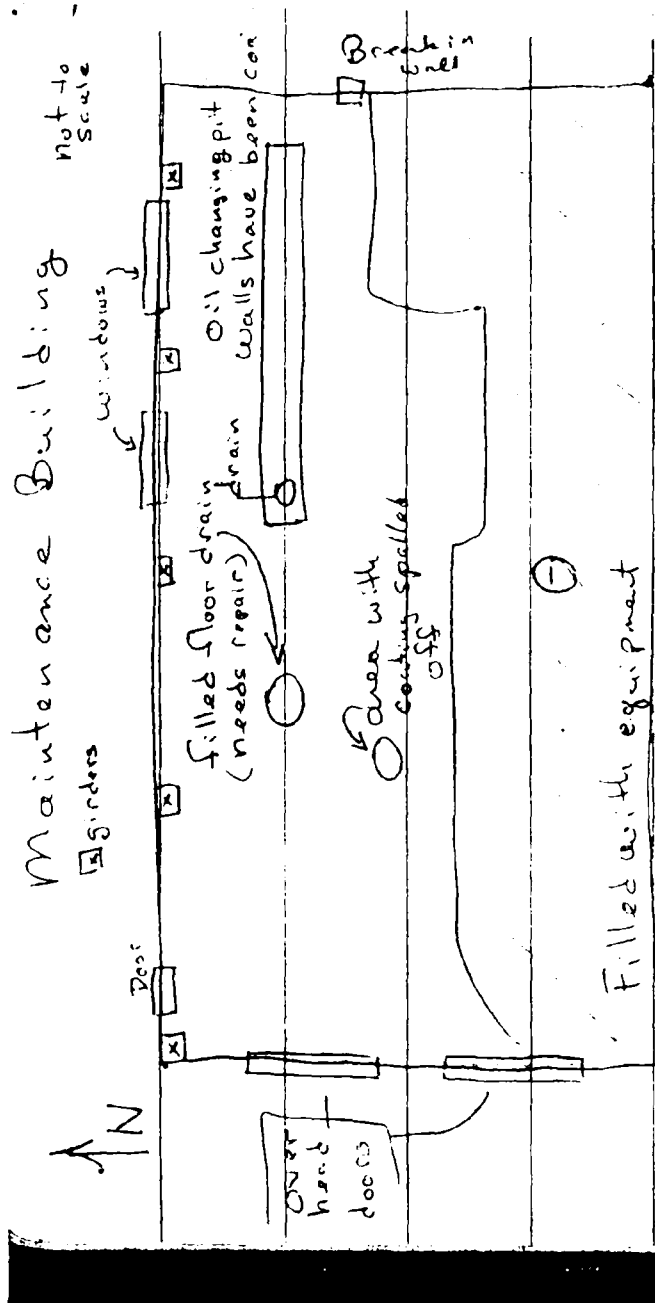 Maintenance Building
Not to
scale
girders
windows
Door
filled floor drain
(needs repair)
drain
oil changing pit
walls have been
Break in
wall
area with
coating spalled
off
Over
head
doors
Filled with equipment
N